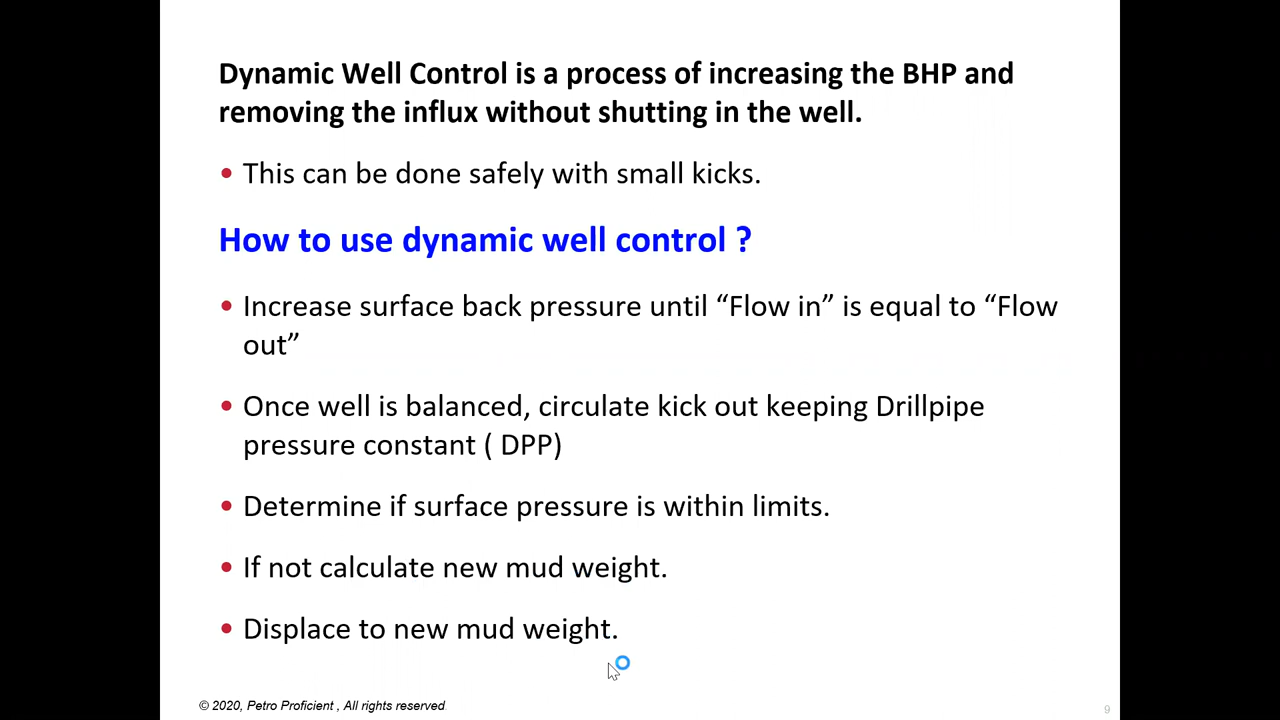 Dynamic Well Control is a process of increasing the BHP and
removing the influx without shutting in the well.
• This can be done safely with small kicks.
How to use dynamic well control ?
• Increase surface back pressure until “Flow in” is equal to “Flow
out”
• Once well is balanced, circulate kick out keeping Drillpipe
pressure constant ( DPP)
• Determine if surface pressure is within limits.
• If not calculate new mud weight.
• Displace to new mud weight.
© 2020, Petro Proficient , All rights reserved
9